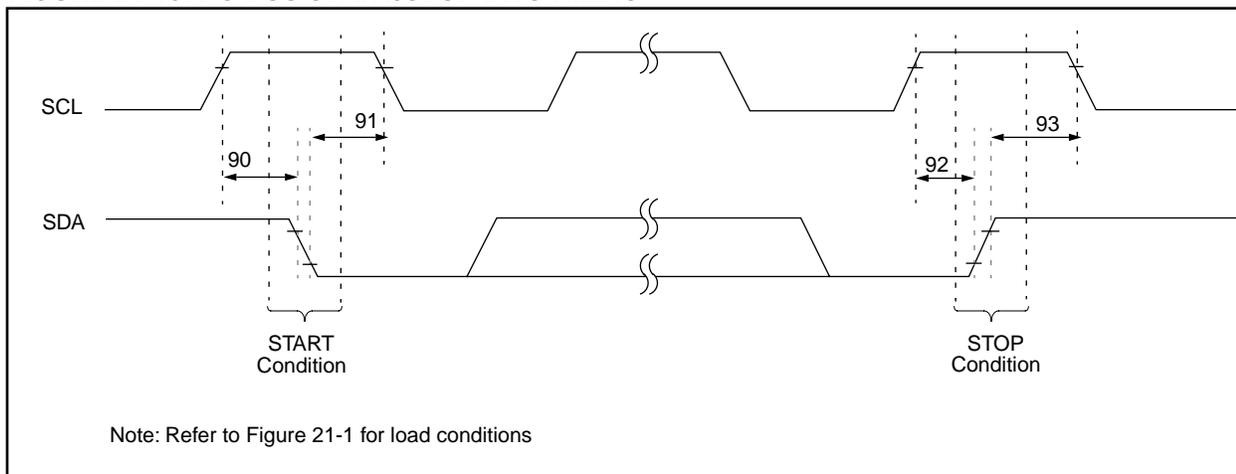 SCL
91
93
90
92
SDA
START
Condition
STOP
Condition
Note: Refer to Figure 21-1 for load conditions